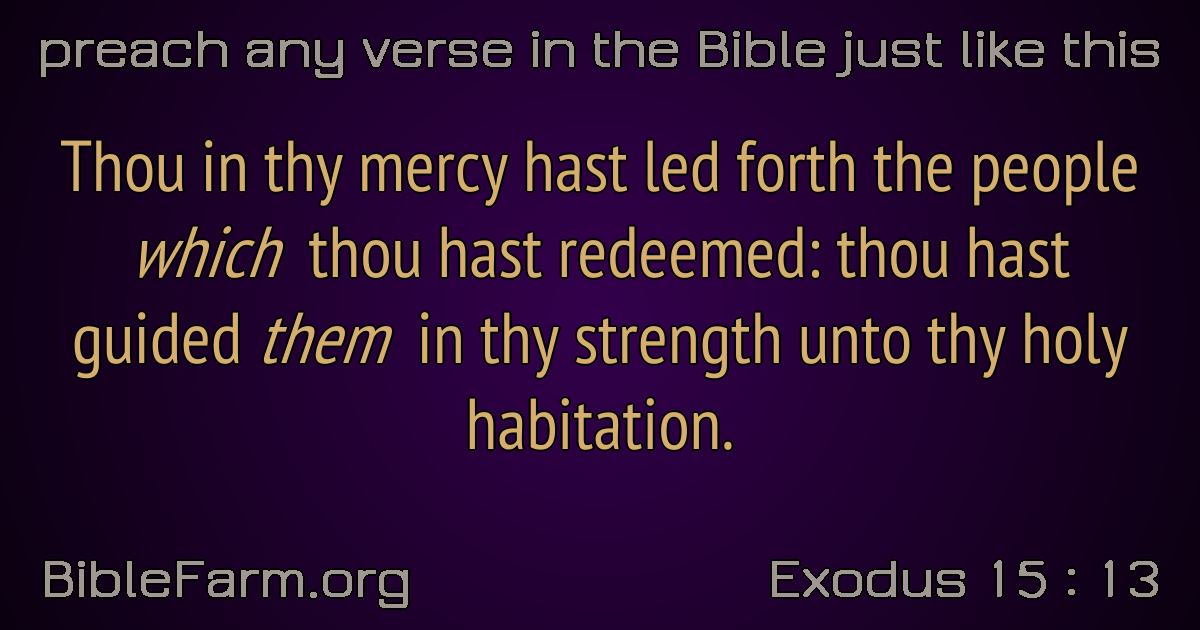 preach any verse in the Bible just like this
Thou in thy mercy hast led forth the people
which thou hast redeemed: thou hast
guided them in thy strength unto thy holy
habitation.
BibleFarm.org
Exodus 15 : 13